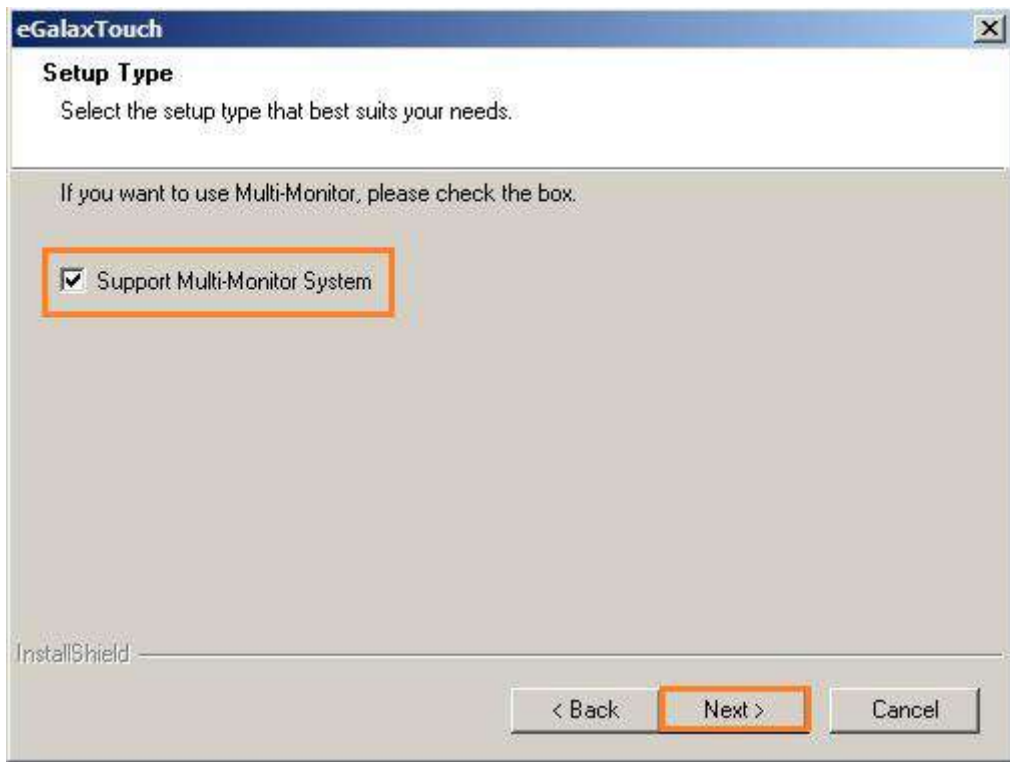 eGalaxTouch
Setup Type
Select the setup type that best suits your needs.
If you want to use Multi-Monitor, please check the box.
Support Multi-Monitor System
InstallShield
< Back
Next >
Cancel